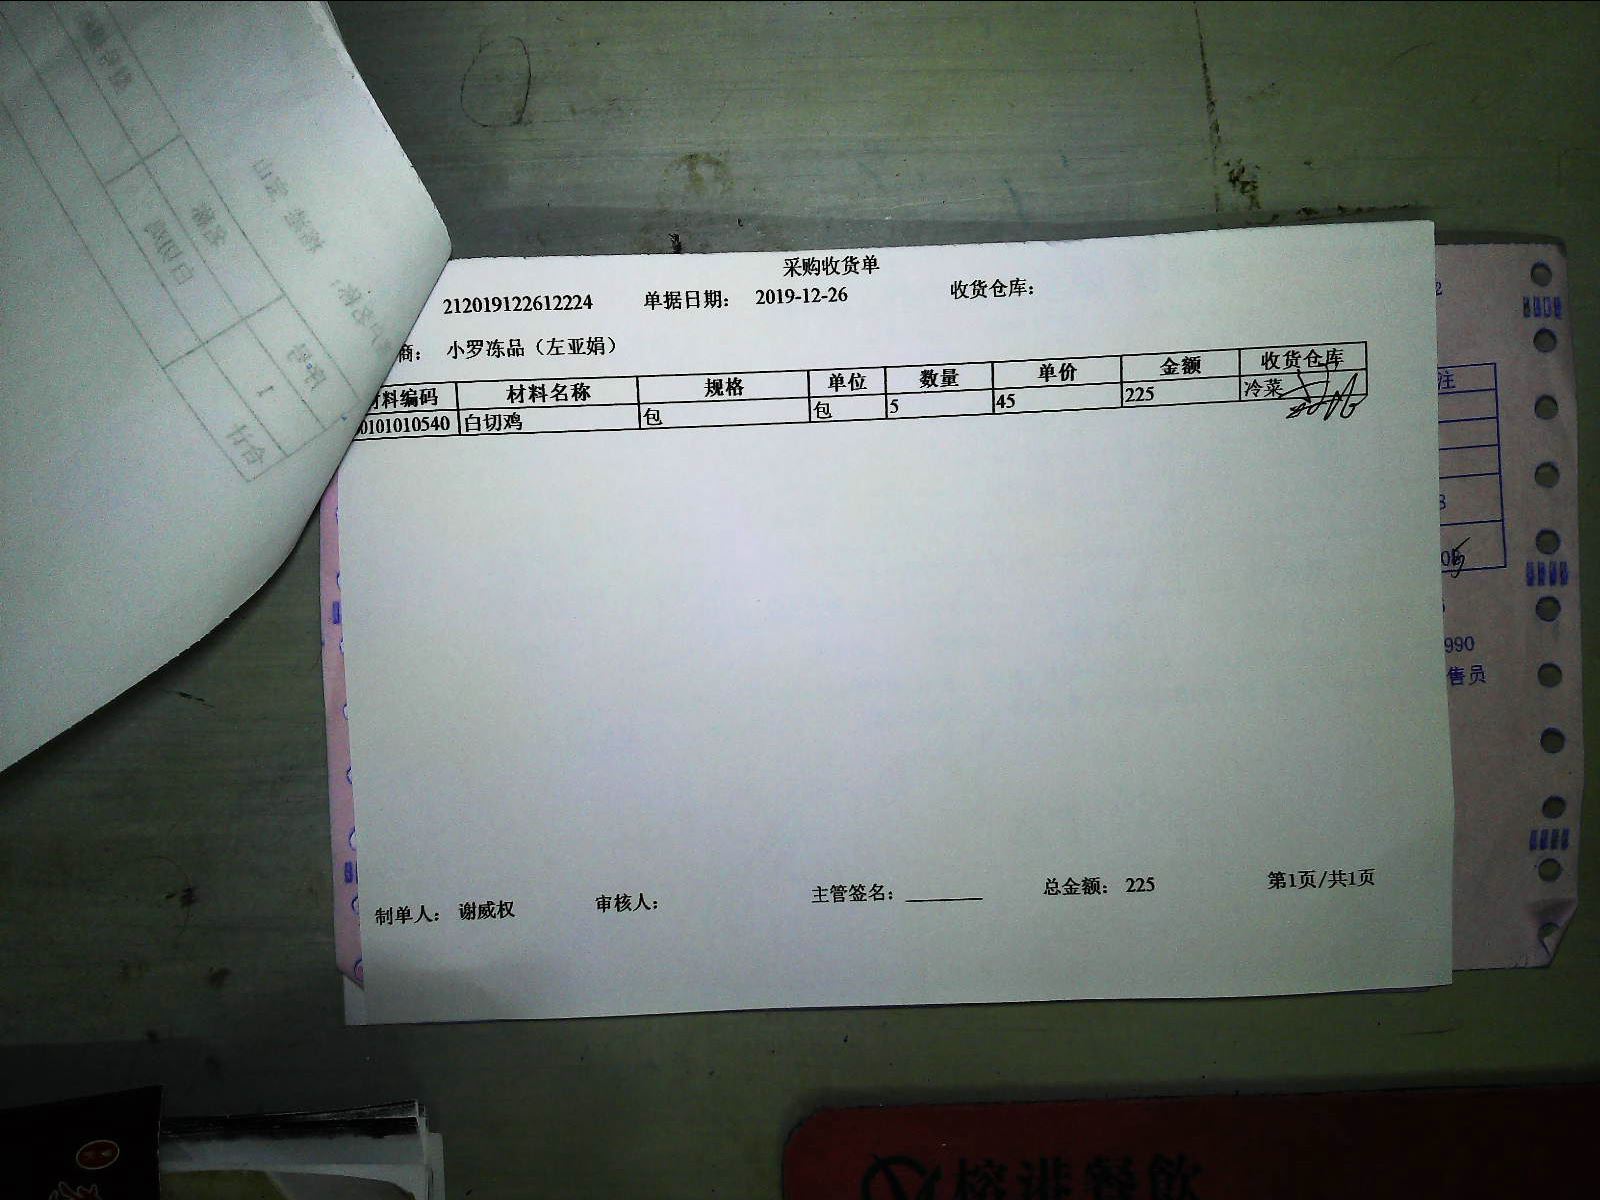 采购收货单
212019122612224 单据日期： 2019-12-26 收货仓库：
商： 小罗冻品（左亚娟）
料编码 材料名称 规格 单位 数量 单价 金额 收货仓库
0101010540 白切鸡 包 包 5 45 225 冷菜
制单人： 谢威权 审核人： 主管签名：________ 总金额： 225 第1页/共1页
注
990
售员